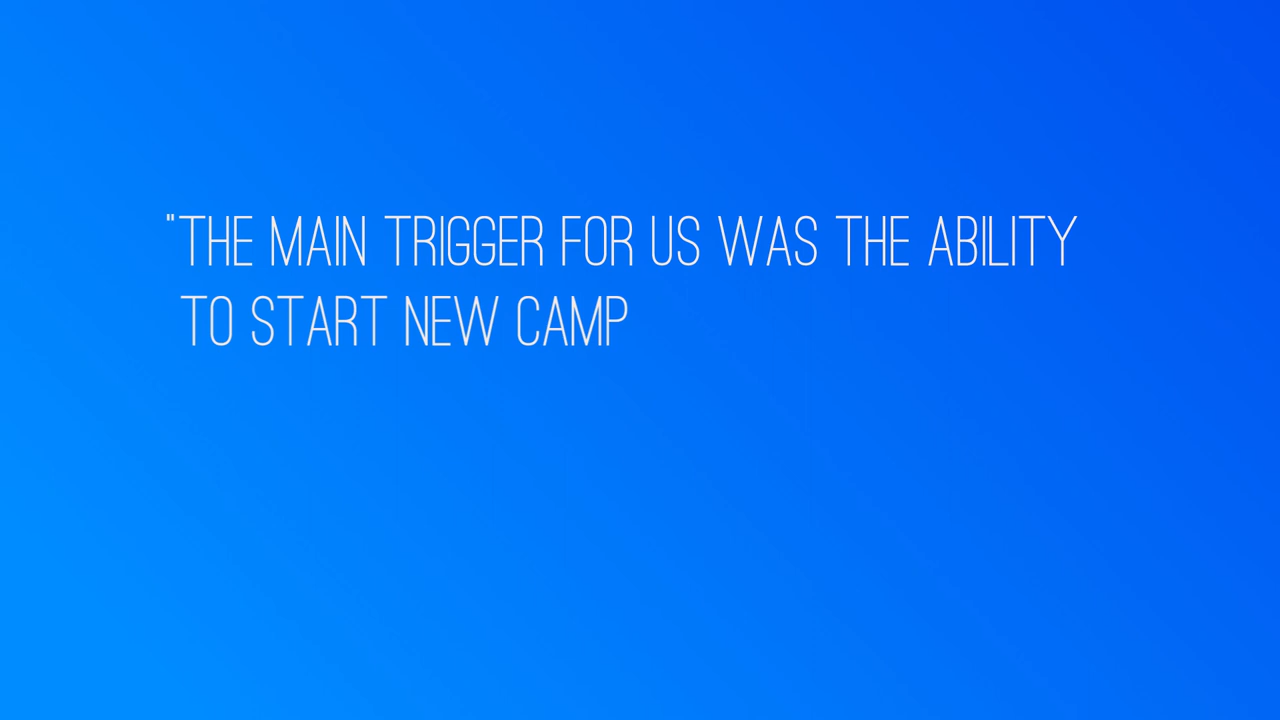 "THE MAIN TRIGGER FOR US WAS THE ABILITY
TO START NEW CAMP